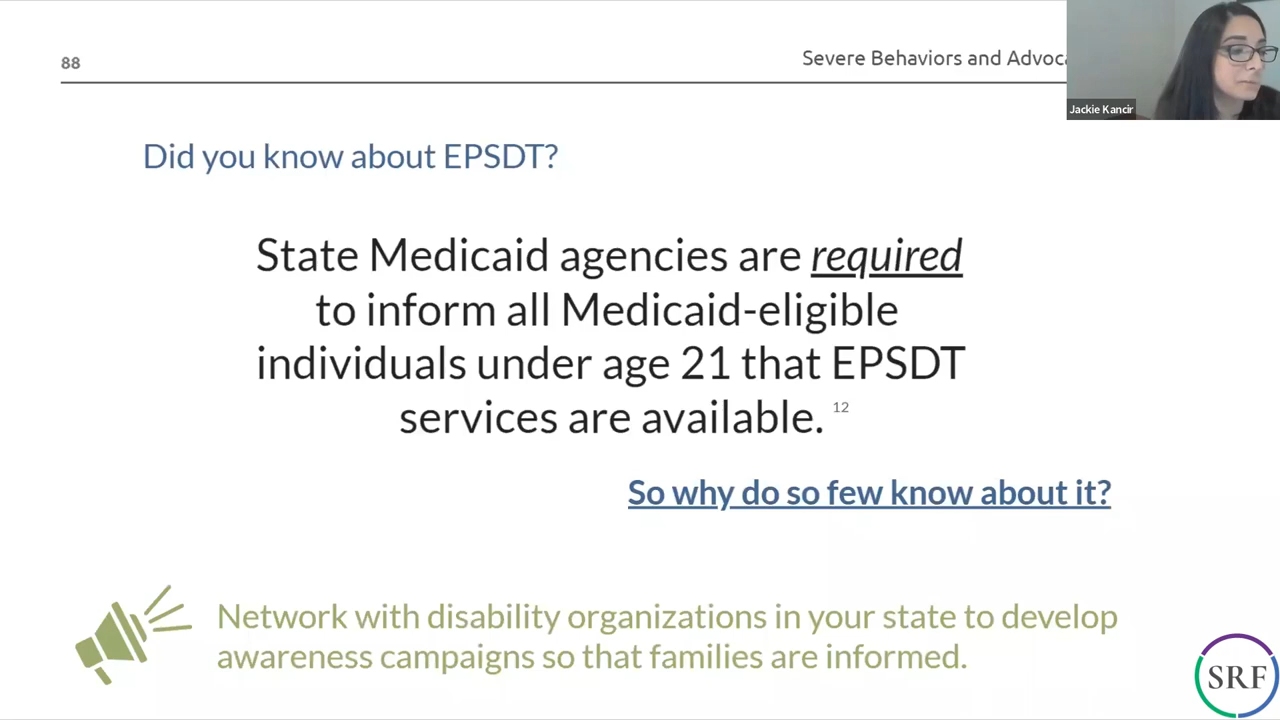 88
Severe Behaviors and
Jackie Kancir
Did you know about EPSDT?
State Medicaid agencies are required
to inform all Medicaid-eligible
individuals under age 21 that EPSDT
services are available. 12
So why do so few know about it?
Network with disability organizations in your state to develop
awareness campaigns so that families are informed.
SRF